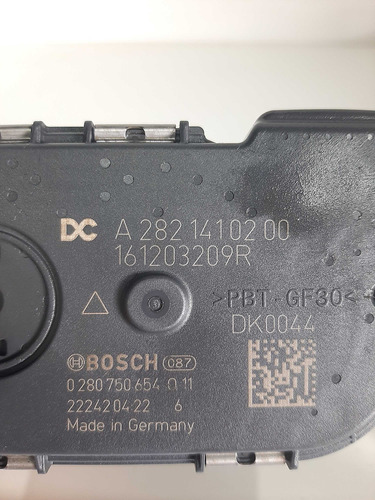 DC A 282 141 02 00
161203209R
>PBT-GF30<
DK0044
BOSCH 087
0 280 750 654 Q 11
22242 04 22 6
Made in Germany